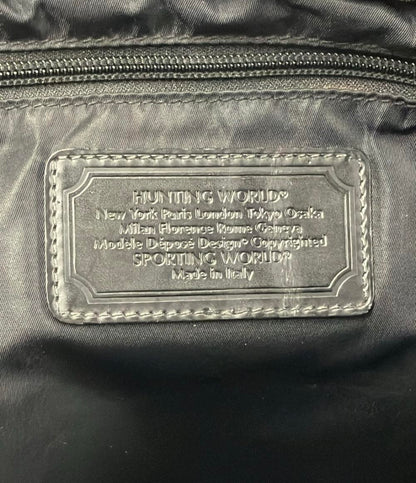 HUNTING WORLD®
New York Paris London Tokyo Osaka
Milan Florence Rome Geneva
Modele Déposé Design® Copyrighted
SPORTING WORLD®
Made in Italy